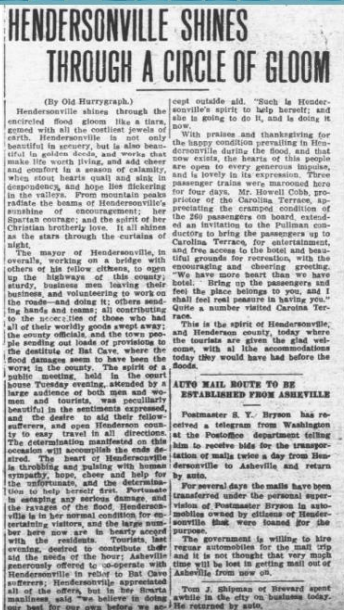 HENDERSONVILLE SHINES
THROUGH A CIRCLE OF GLOOM
(By Old Hurrygraph.)
Hendersonville shines through the
encircled flood gloom like a tiara,
gemed with all the costliest jewels of
earth. Hendersonville is not only
beautiful in scenery, but is also beau-
tiful in golden deeds, and works that
make life worth living, and add cheer
and comfort in a season of calamity,
when stout hearts quail and sink in
despondency, and hope lies flickering
in the valleys. From mountain peaks
radiate the beams of Hendersonville's
sunshine of encouragement; her
Spartan courage; and the spirit of her
Christian brotherly love. It all shines
as the stars through the curtains of
night.
The mayor of Hendersonville, in
overalls, working on a bridge with
others of his fellow citizens, to open
up the highways of this county;
sturdy, business men leaving their
business, and volunteering to work on
the roads—and doing it; others send-
ing hands and teams; all contributing
to the necessities of those who had
all of their worldly goods swept away;
the county officials, and the town peo-
ple sending out loads of provisions to
the destitute of Bat Cave, where the
flood damages seem to have been the
worst in the county. The spirit of a
public meeting, held in the court
house Tuesday evening, attended by a
large audience of both men and wo-
men and tourists, was peculiarly
beautiful in the sentiments expressed,
and the desire to aid their fellow-
sufferers, and open Henderson coun-
ty to easy travel in all directions.
The determination manifested on this
occasion will accomplish the ends de-
sired. The heart of Hendersonville
is throbbing and pulsing with human
sympathy, hope, cheer and help for
the unfortunate, and the determina-
tion to help herself first. Fortunate
in escaping any serious damage, and
the ravages of the flood, Henderson-
ville is in her normal condition for en-
tertaining visitors, and the large num-
ber here now are in hearty accord
with the residents. Tourists, last
evening, desired to contribute their
aid the needs of the hour; Asheville
generously offered to co-operate with
Hendersonville in relief to Bat Cave
sufferers; Hendersonville appreciated
all of the offers, but in her Sparta
manliness, said "we believe in doing
our best for our own before we ac-
cept outside aid. "Such is Hender-
sonville's spirit to help herself; and
she is going to do it, and is doing it
now.
With praises and thanksgiving for
the happy condition prevailing in Hen-
dersonville during the flood, and that
now exists, the hearts of this people
are open to every generous impulse,
and is lovely in its expression. Three
passenger trains were marooned here
for four days. Mr. Howell Cobb, pro-
prietor of the Carolina, Terrace, ap-
preciating the cramped condition of
the 260 passengers on board, extend-
ed an invitation to the Pullman con-
ductors to bring the passengers up to
Carolina Terrace, for entertainment,
and free access to the hotel and beau-
tiful grounds for recreation, with the
encouraging and cheering greeting,
"We have more heart than we have
hotel. Bring up the passengers and
feel the place belongs to you, and I
shall feel real pleasure in having you."
Quite a number visited Caroina Ter-
race.
This is the spirit of Hendersonville,
and Henderson county, today where
the tourists are given the glad wel-
come, with al lthe accommodations
today they would have had before the
floods.
AUTO MAIL ROUTE TO BE
ESTABLISHED FROM ASHEVILLE
Postmaster S. Y. Bryson has re-
ceived a telegram from Washington
at the Postoffice department telling
him to receive bids for the transpor-
tation of mails twice a day from Hen-
dersonville to Asheville and return
by auto.
For several days the mails have been
transferred under the personal super-
vision of Postmaster Bryson in auto-
mobiles owned by citizens of Hender-
sonville that were loaned for the
purpose.
The government is willing to hire
regular automobiles for the mail trip
and it is not thought that very much
time will be lost in getting mail out of
Asheville from now on.
Tom J. Shipman of Brevard spent
awhile in the city on business today.
He returned to auto.